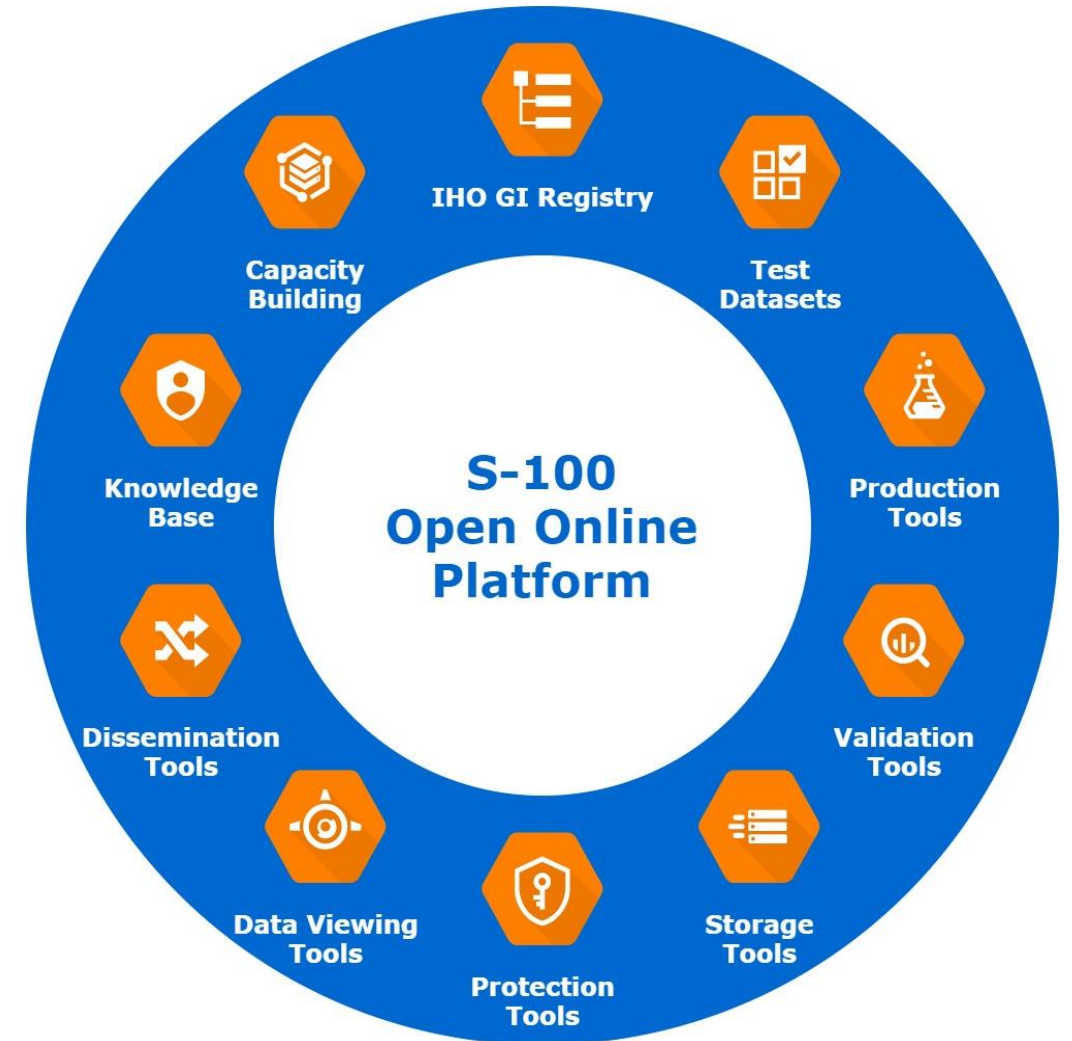 IHO GI Registry
Test
Datasets
Production
Tools
Validation
Tools
Storage
Tools
Protection
Tools
Data Viewing
Tools
Dissemination
Tools
Knowledge
Base
Capacity
Building
S-100
Open Online
Platform